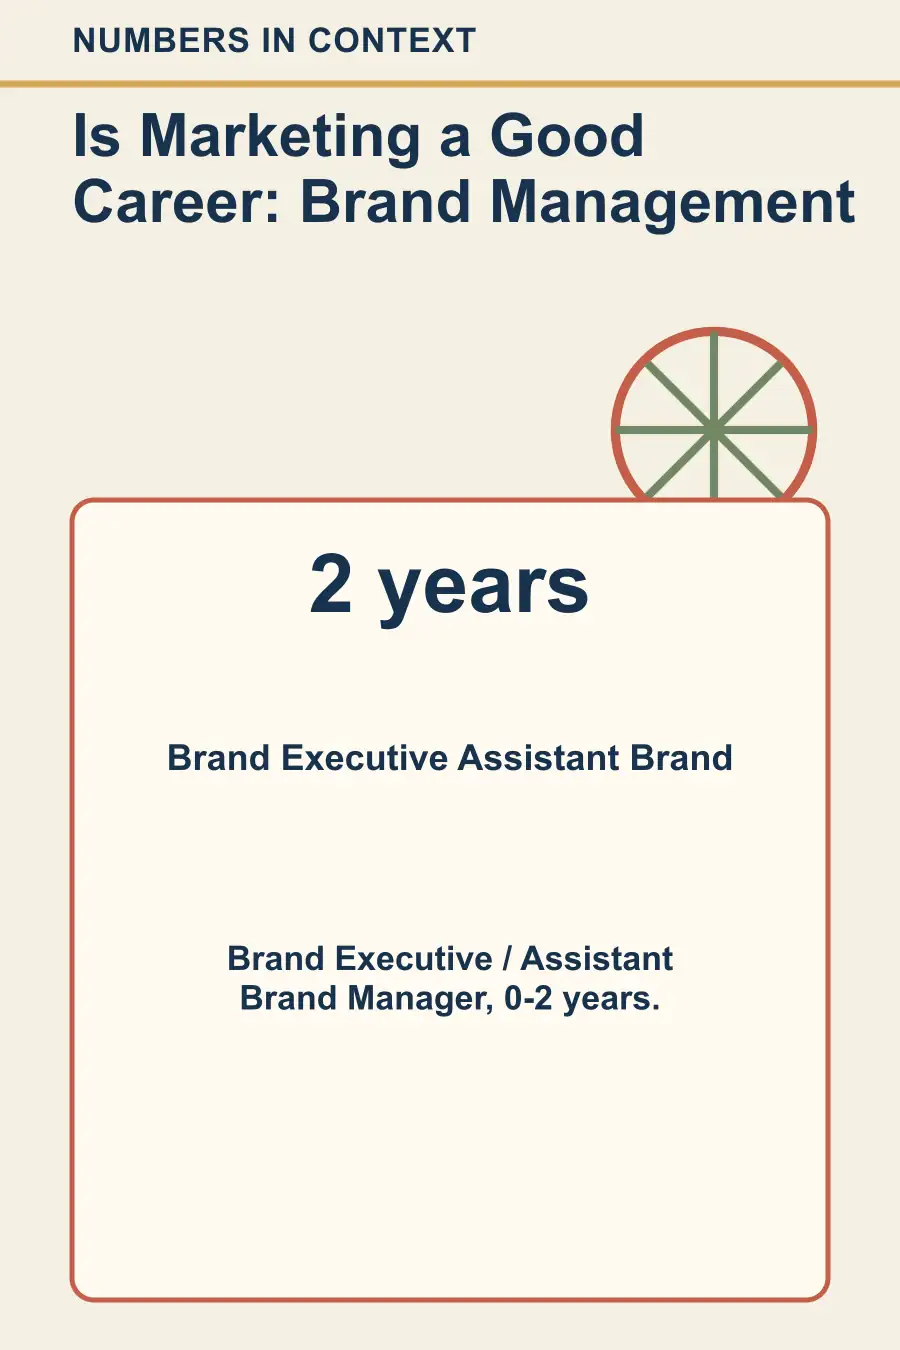 NUMBERS IN CONTEXT
Is Marketing a Good
Career: Brand Management
2 years
Brand Executive Assistant Brand
Brand Executive / Assistant
Brand Manager, 0-2 years.